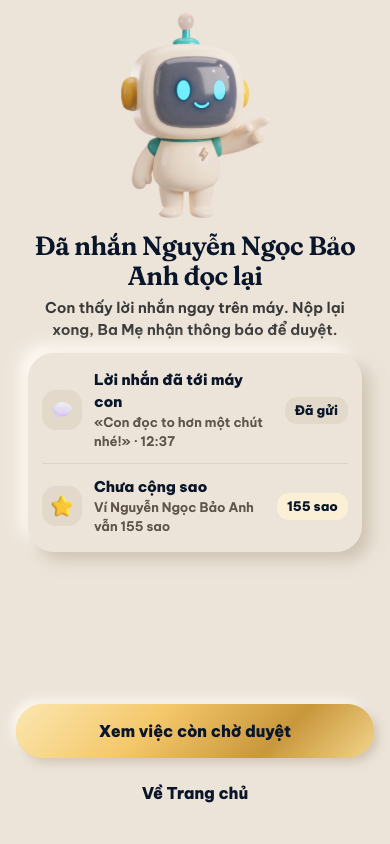 Đã nhắn Nguyễn Ngọc Bảo
Anh đọc lại
Con thấy lời nhắn ngay trên máy. Nộp lại
xong, Ba Mẹ nhận thông báo để duyệt.
Lời nhắn đã tới máy
con
«Con đọc to hơn một chút
nhé!» · 12:37
Đã gửi
Chưa cộng sao
Ví Nguyễn Ngọc Bảo Anh
vẫn 155 sao
155 sao
Xem việc còn chờ duyệt
Về Trang chủ